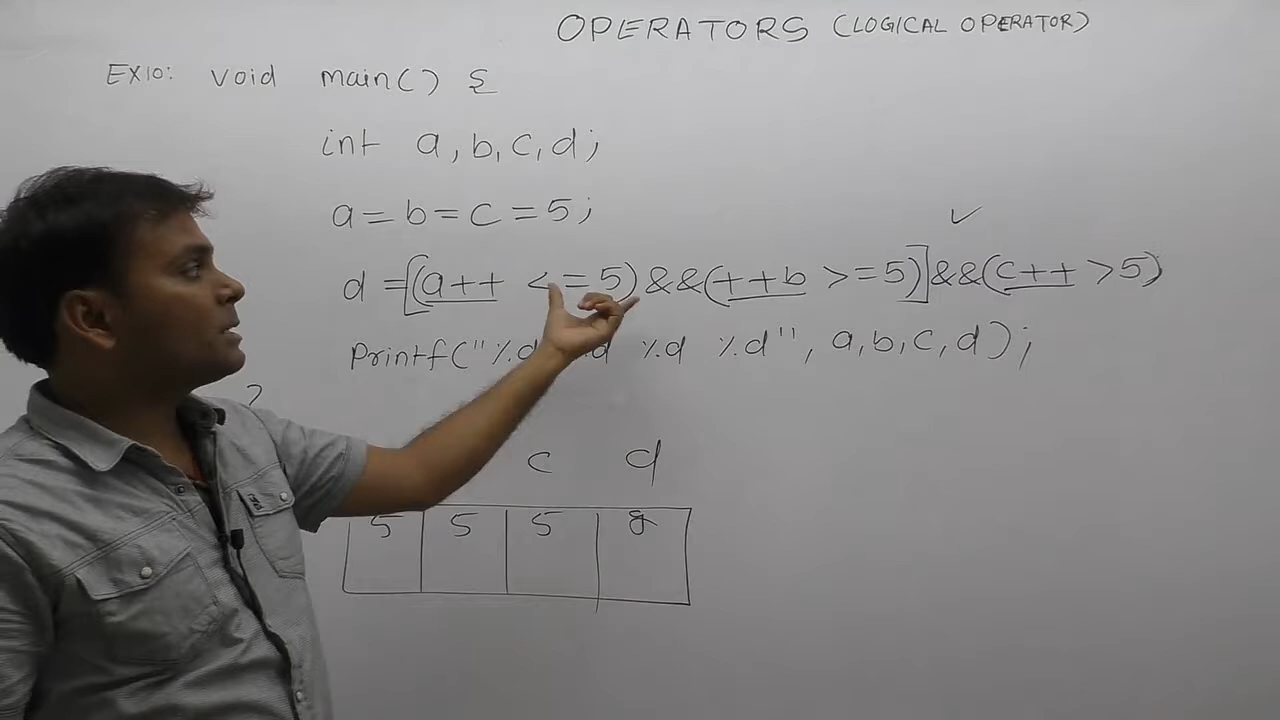 OPERATORS (LOGICAL OPERATOR)
EX10: void main() {
int a, b, c, d;
a = b = c = 5;
✓
d = [(a++ <= 5) && (++b >= 5)] && (c++ > 5)
printf("%d %d %d", a, b, c, d);
c d
5 5 5 g